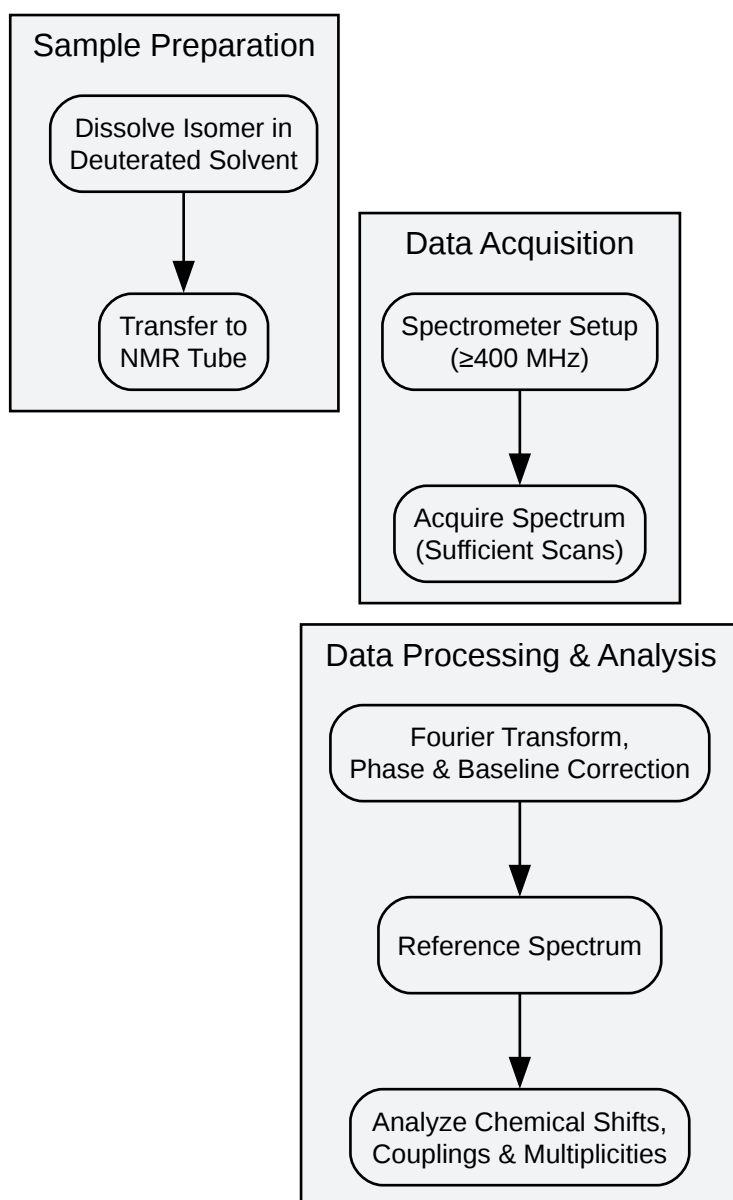 Sample Preparation
Dissolve Isomer in
Deuterated Solvent
Transfer to
NMR Tube
Data Acquisition
Spectrometer Setup
(≥400 MHz)
Acquire Spectrum
(Sufficient Scans)
Data Processing & Analysis
Fourier Transform,
Phase & Baseline Correction
Reference Spectrum
Analyze Chemical Shifts,
Couplings & Multiplicities